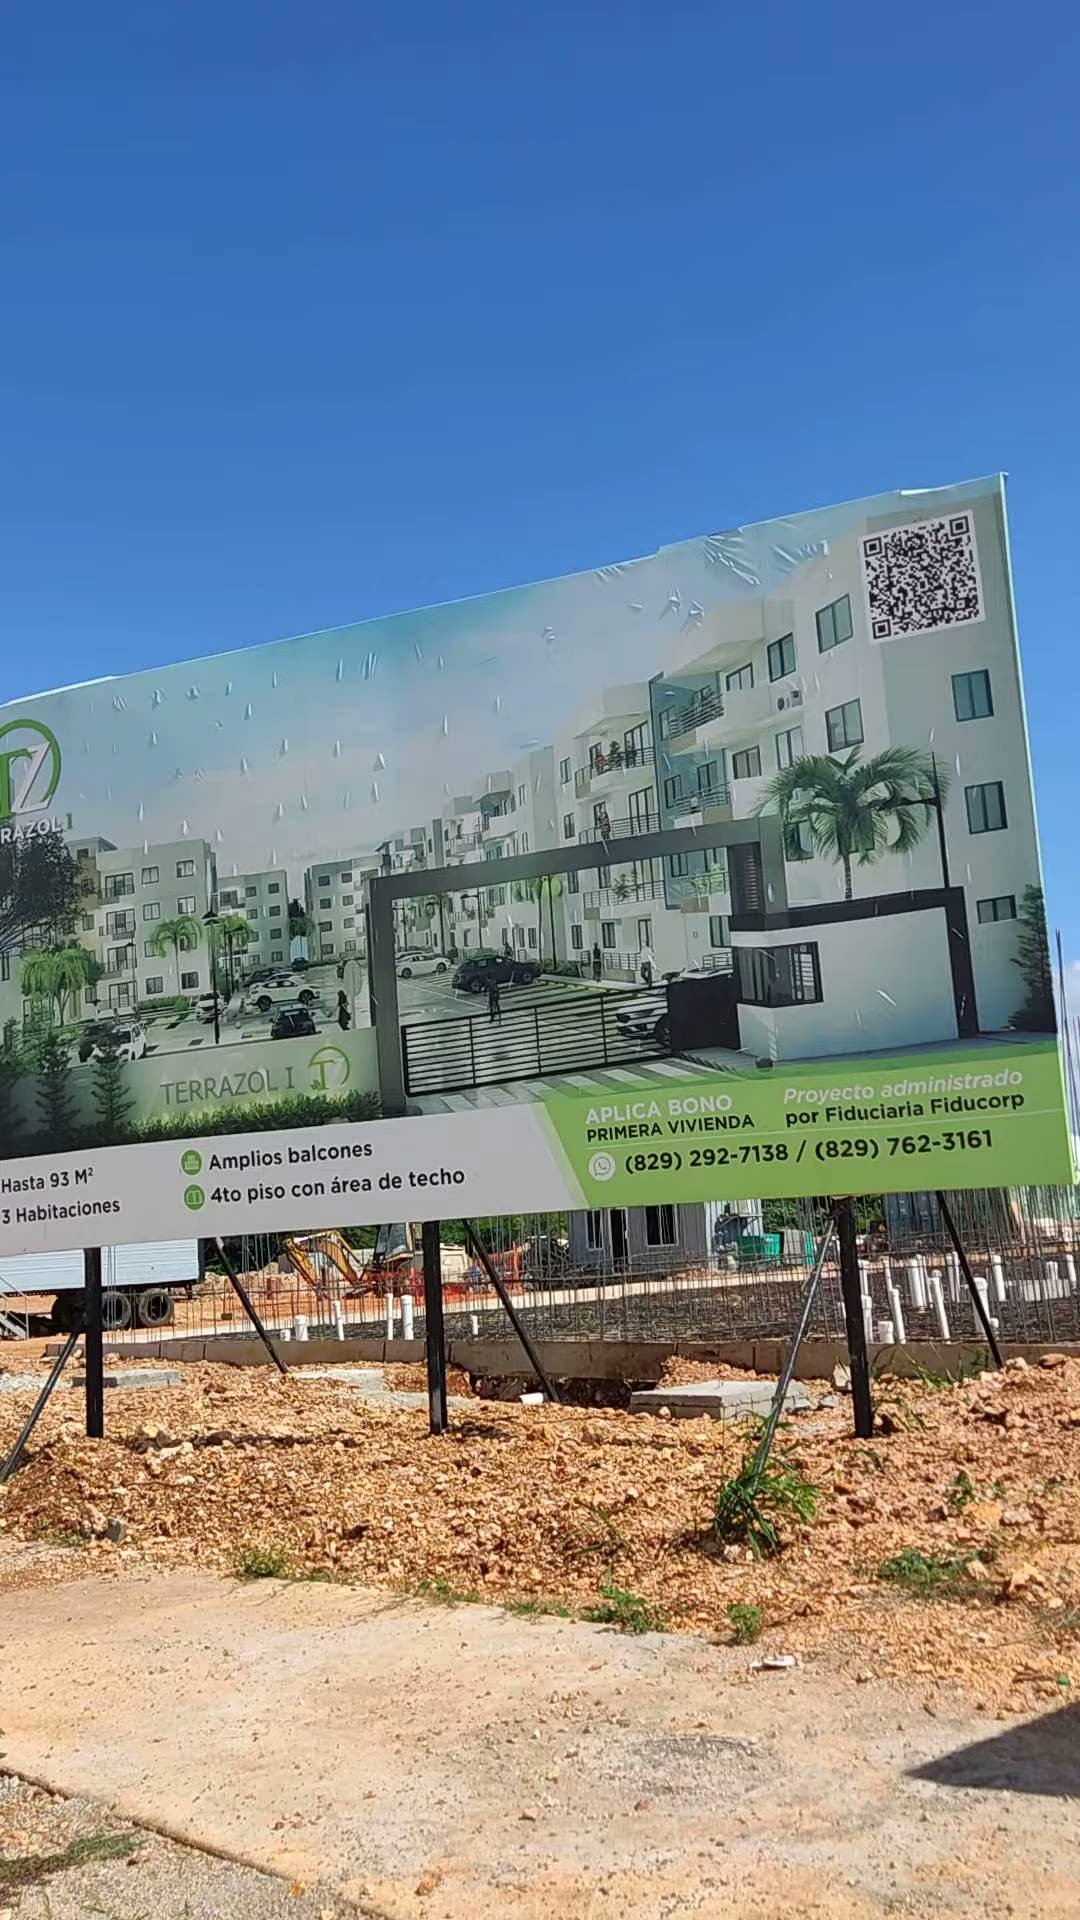 TERRAZOL I
Hasta 93 M²
3 Habitaciones
Amplios balcones
4to piso con área de techo
APLICA BONO
PRIMERA VIVIENDA
Proyecto administrado
por Fiduciaria Fiducorp
(829) 292-7138 / (829) 762-3161